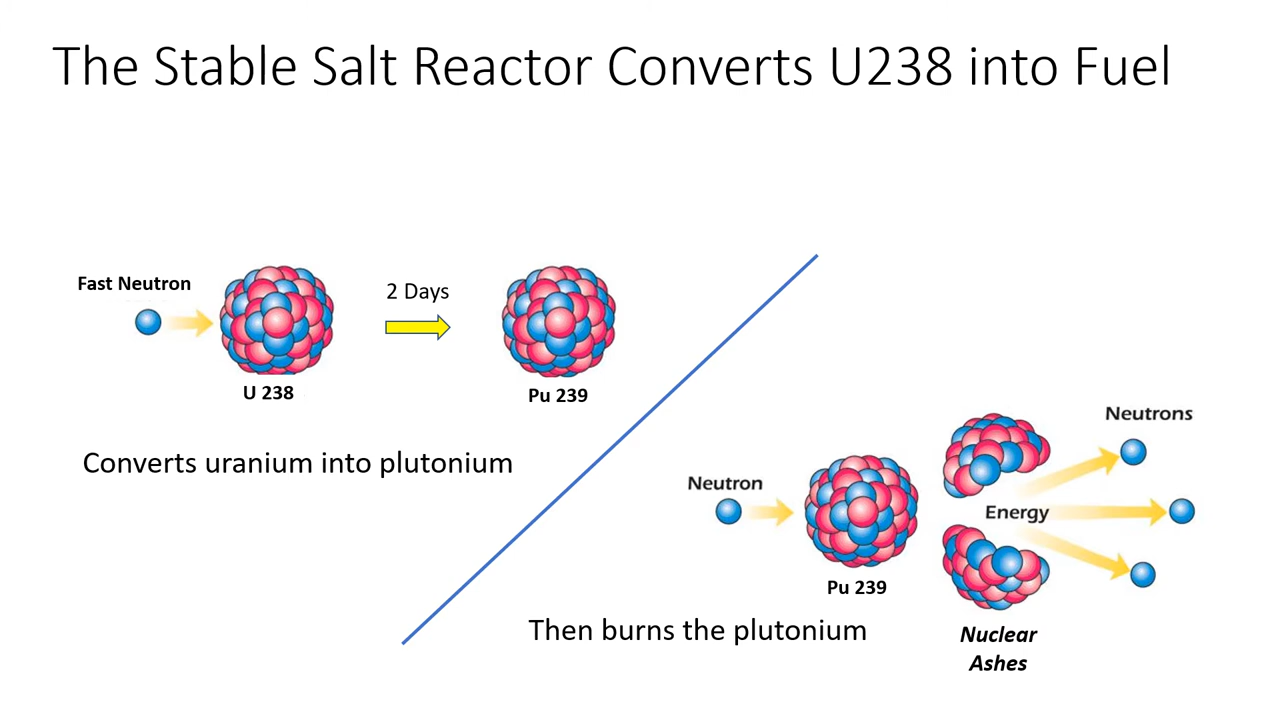 The Stable Salt Reactor Converts U238 into Fuel
Fast Neutron
2 Days
U 238
Pu 239
Converts uranium into plutonium
Neutrons
Neutron
Energy
Pu 239
Then burns the plutonium
Nuclear
Ashes